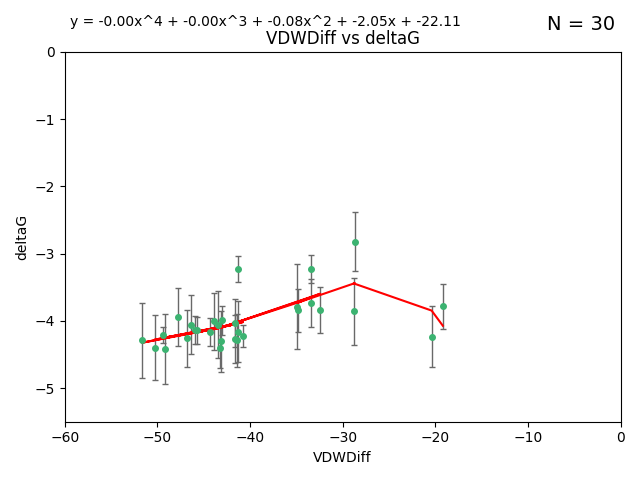 y = -0.00x^4 + -0.00x^3 + -0.08x^2 + -2.05x + -22.11
N = 30
VDWDiff vs deltaG
0
−1
−2
−3
−4
−5
deltaG
−60
−50
−40
−30
−20
−10
0
VDWDiff